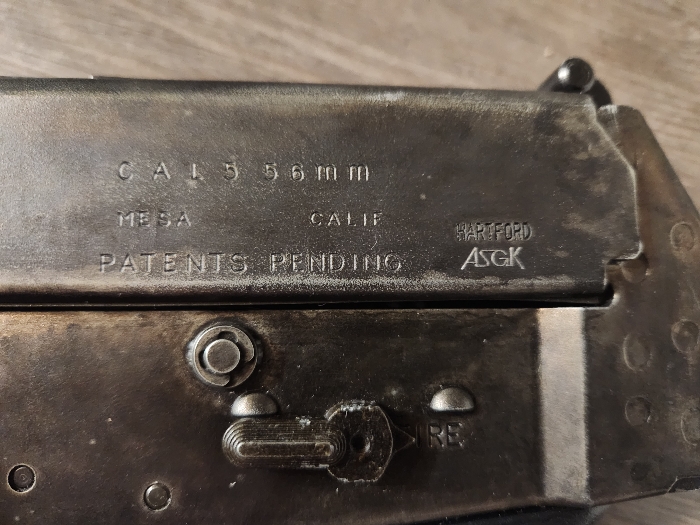 CAL 5 56mm
MESA CALIF
HARTFORD
ASGK
PATENTS PENDING
IRE